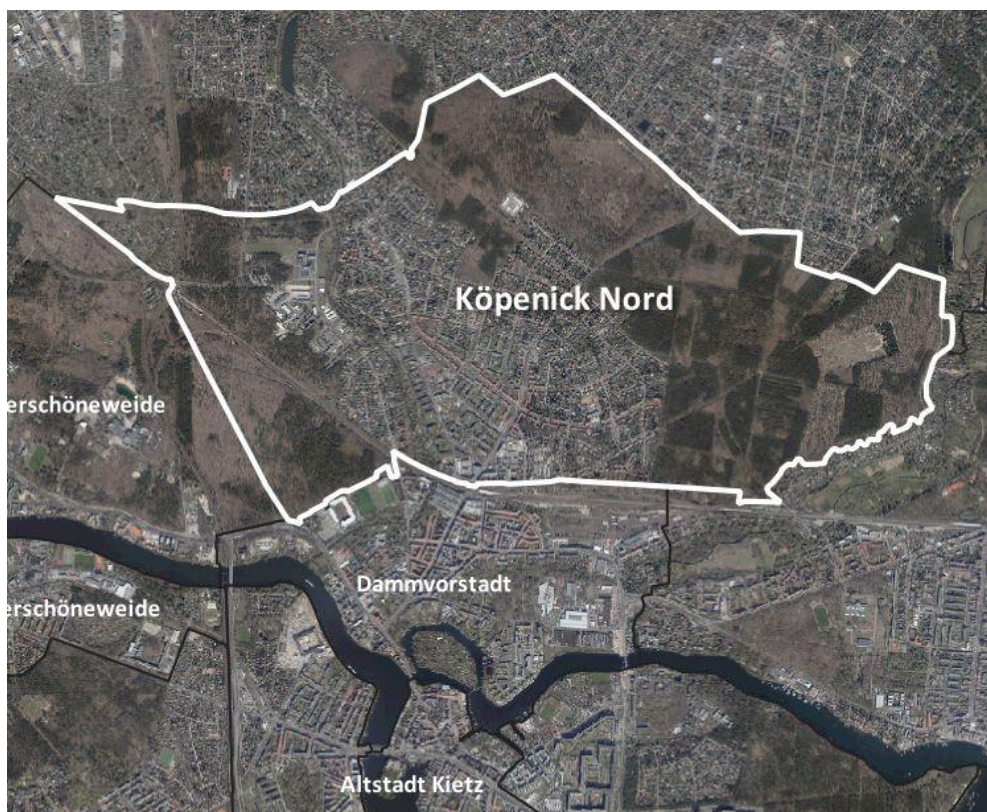 Köpenick Nord
erschöneweide
Dammvorstadt
erschöneweide
Altstadt Kietz